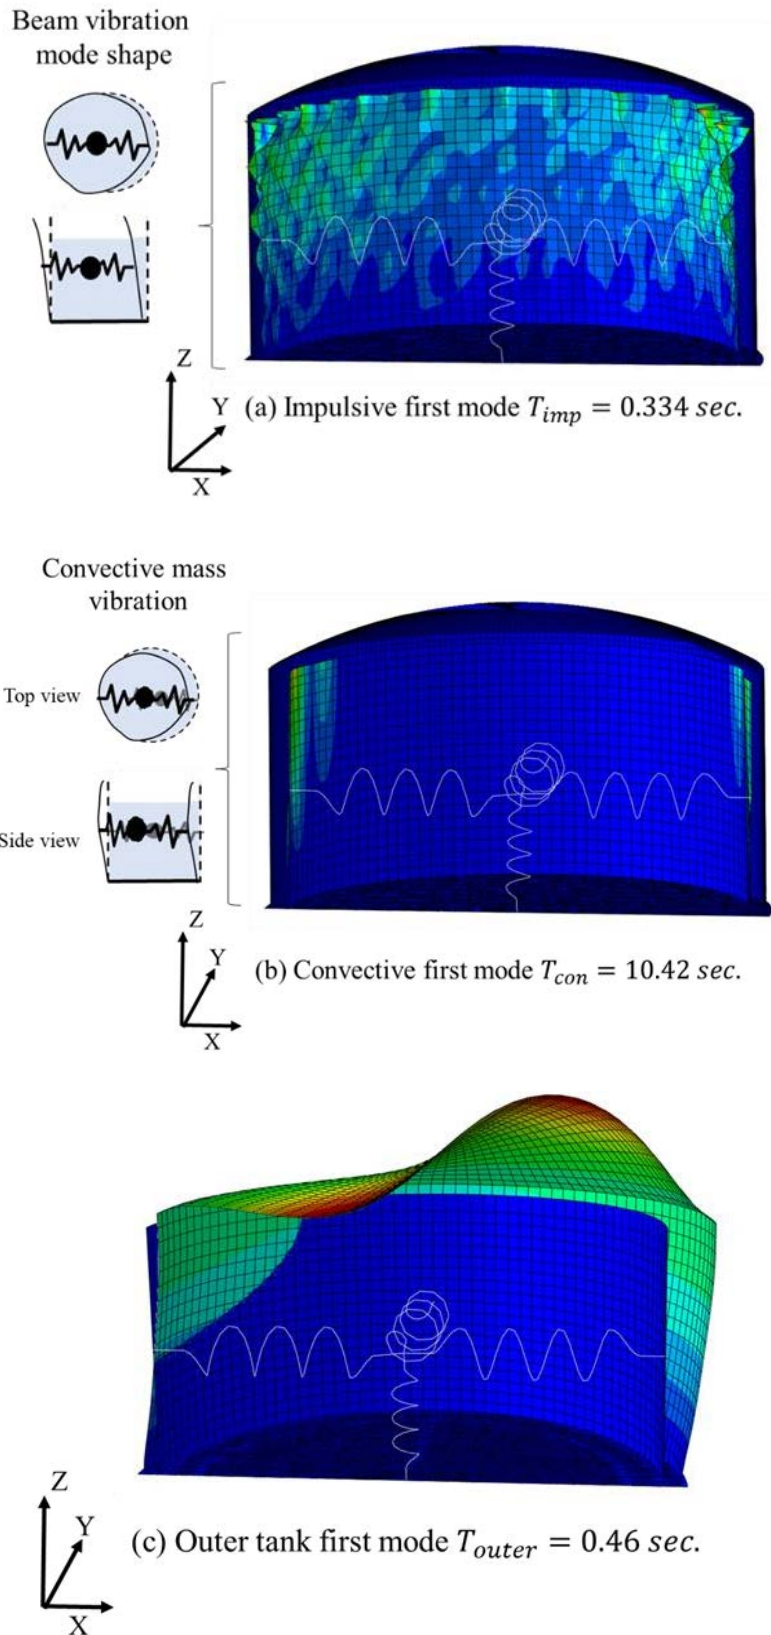 Beam vibration
mode shape
Z
Y
X
(a) Impulsive first mode T_imp = 0.334 sec.
Convective mass
vibration
Top view
Side view
Z
Y
X
(b) Convective first mode T_con = 10.42 sec.
Z
Y
X
(c) Outer tank first mode T_outer = 0.46 sec.